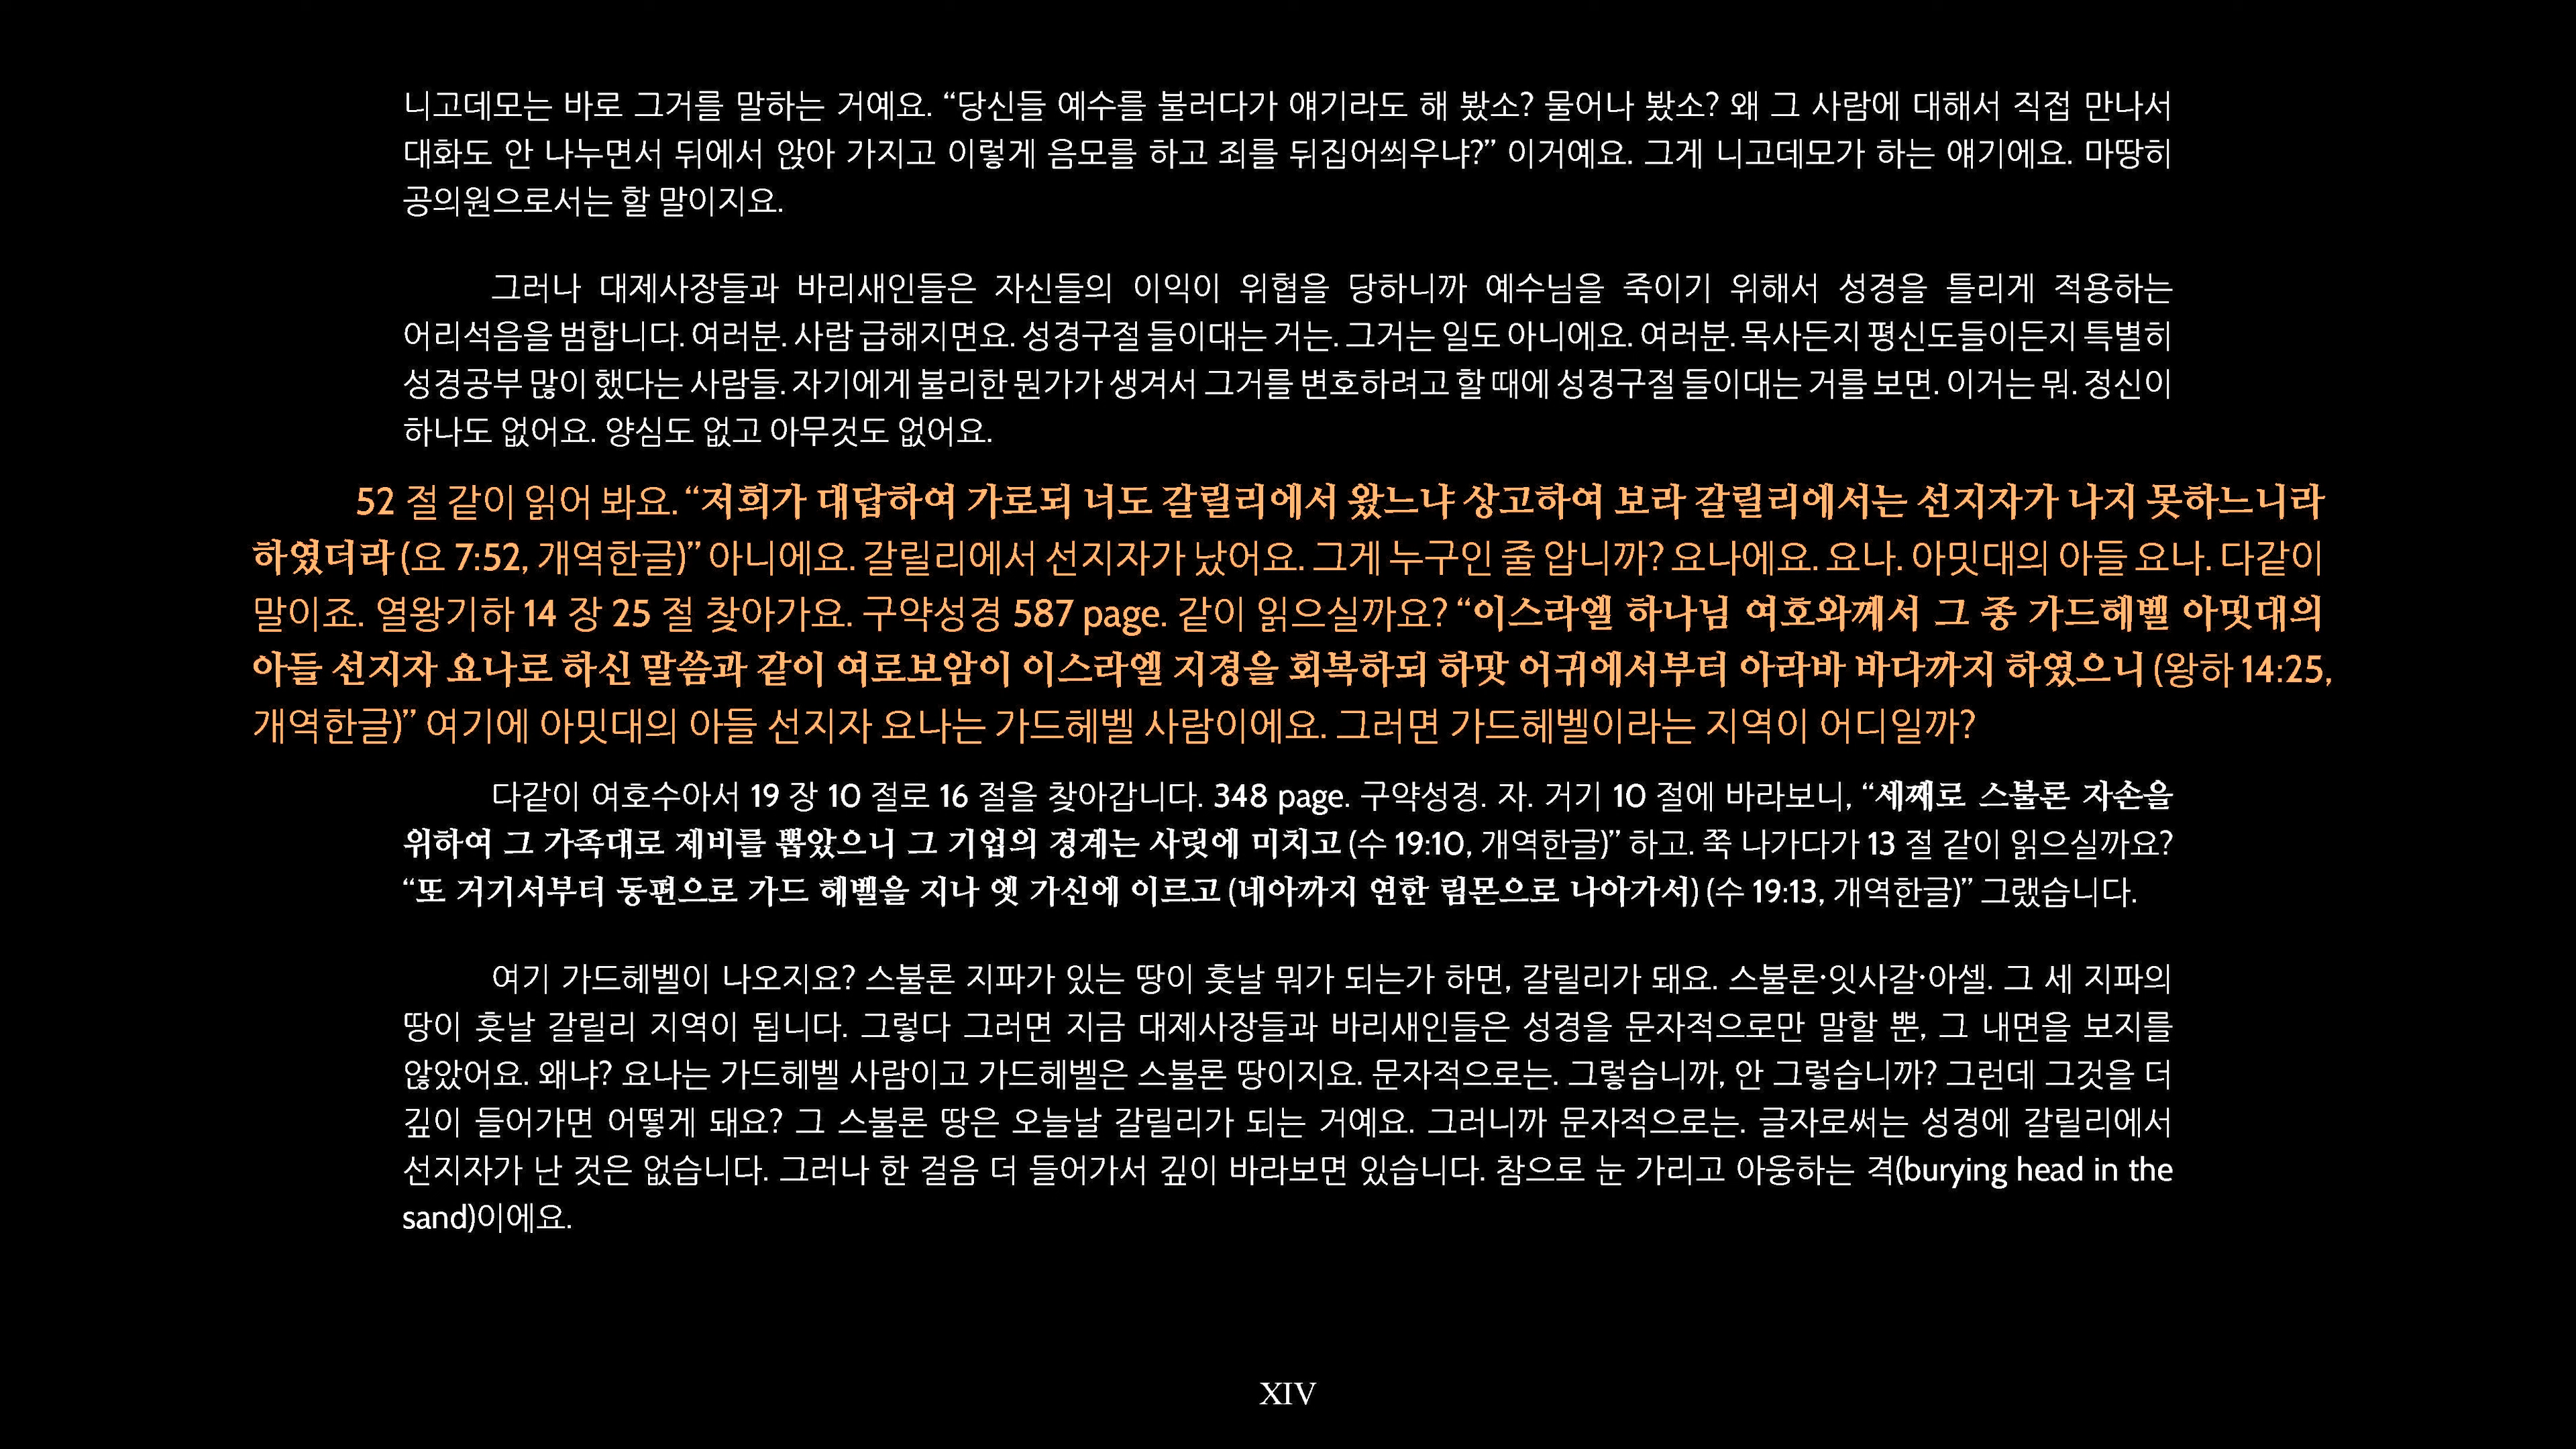 니고데모는 바로 그거를 말하는 거예요. “당신들 예수를 불러다가 얘기라도 해 봤소? 물어나 봤소? 왜 그 사람에 대해서 직접 만나서
대화도 안 나누면서 뒤에서 앉아 가지고 이렇게 음모를 하고 죄를 뒤집어씌우냐?” 이거예요. 그게 니고데모가 하는 얘기에요. 마땅히
공의원으로서는 할 말이지요.
그러나 대제사장들과 바리새인들은 자신들의 이익이 위협을 당하니까 예수님을 죽이기 위해서 성경을 틀리게 적용하는
어리석음을 범합니다. 여러분. 사람 급해지면요. 성경구절 들이대는 거는. 그거는 일도 아니에요. 여러분. 목사든지 평신도들이든지 특별히
성경공부 많이 했다는 사람들. 자기에게 불리한 뭔가가 생겨서 그거를 변호하려고 할 때에 성경구절 들이대는 거를 보면. 이거는 뭐. 정신이
하나도 없어요. 양심도 없고 아무것도 없어요.
52 절 같이 읽어 봐요. “저희가 대답하여 가로되 너도 갈릴리에서 왔느냐 상고하여 보라 갈릴리에서는 선지자가 나지 못하느니라
하였더라 (요 7:52, 개역한글)” 아니에요. 갈릴리에서 선지자가 났어요. 그게 누구인 줄 압니까? 요나에요. 요나. 아밋대의 아들 요나. 다같이
말이죠. 열왕기하 14 장 25 절 찾아가요. 구약성경 587 page. 같이 읽으실까요? “이스라엘 하나님 여호와께서 그 종 가드헤벨 아밋대의
아들 선지자 요나로 하신 말씀과 같이 여로보암이 이스라엘 지경을 회복하되 하맛 어귀에서부터 아라바 바다까지 하였으니 (왕하 14:25,
개역한글)” 여기에 아밋대의 아들 선지자 요나는 가드헤벨 사람이에요. 그러면 가드헤벨이라는 지역이 어디일까?
다같이 여호수아서 19 장 10 절로 16 절을 찾아갑니다. 348 page. 구약성경. 자. 거기 10 절에 바라보니, “세째로 스불론 자손을
위하여 그 가족대로 제비를 뽑았으니 그 기업의 경계는 사릿에 미치고 (수 19:10, 개역한글)” 하고. 쭉 나가다가 13 절 같이 읽으실까요?
“또 거기서부터 동편으로 가드 헤벨을 지나 엣 가신에 이르고 (네아까지 연한 림몬으로 나아가서) (수 19:13, 개역한글)” 그랬습니다.
여기 가드헤벨이 나오지요? 스불론 지파가 있는 땅이 훗날 뭐가 되는가 하면, 갈릴리가 돼요. 스불론·잇사갈·아셀. 그 세 지파의
땅이 훗날 갈릴리 지역이 됩니다. 그렇다 그러면 지금 대제사장들과 바리새인들은 성경을 문자적으로만 말할 뿐, 그 내면을 보지를
않았어요. 왜냐? 요나는 가드헤벨 사람이고 가드헤벨은 스불론 땅이지요. 문자적으로는. 그렇습니까, 안 그렇습니까? 그런데 그것을 더
깊이 들어가면 어떻게 돼요? 그 스불론 땅은 오늘날 갈릴리가 되는 거예요. 그러니까 문자적으로는. 글자로써는 성경에 갈릴리에서
선지자가 난 것은 없습니다. 그러나 한 걸음 더 들어가서 깊이 바라보면 있습니다. 참으로 눈 가리고 아웅하는 격(burying head in the
sand)이에요.
XIV